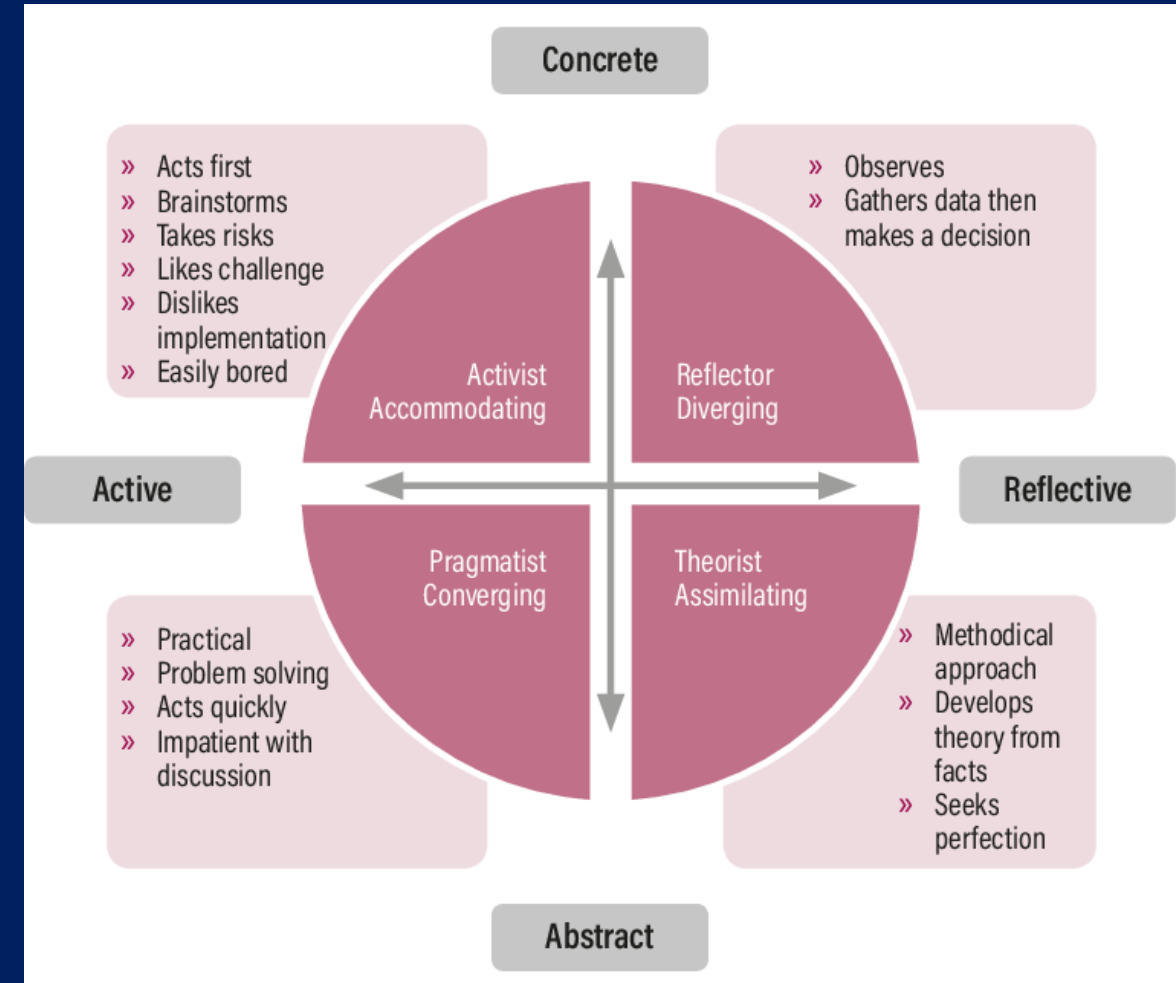 Concrete
» Acts first
» Brainstorms
» Takes risks
» Likes challenge
» Dislikes
implementation
» Easily bored
» Observes
» Gathers data then
makes a decision
Activist
Accommodating
Reflector
Diverging
Active
Reflective
Pragmatist
Converging
Theorist
Assimilating
» Practical
» Problem solving
» Acts quickly
» Impatient with
discussion
» Methodical
approach
» Develops
theory from
facts
» Seeks
perfection
Abstract